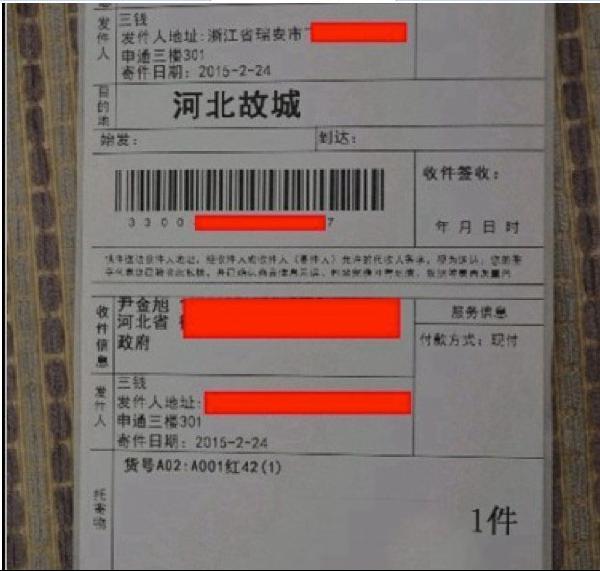 发件人
三钱
发件人地址:浙江省瑞安市
申通三楼301
寄件日期: 2015-2-24
目的地
河北故城
始发:
到达:
收件签收:
3300
7
年 月 日 时
收件信息
尹金旭
河北省
政府
服务信息
付款方式: 现付
发件人
三钱
发件人地址:
申通三楼301
寄件日期: 2015-2-24
托寄物
货号A02:A001红42(1)
1件